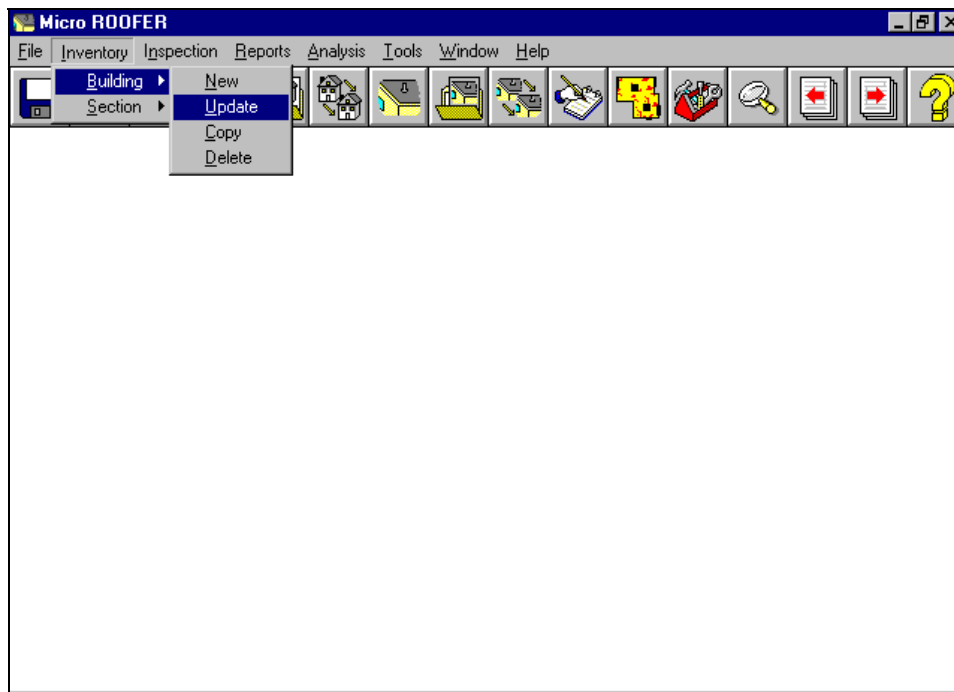 Micro ROOFER
File Inventory Inspection Reports Analysis Tools Window Help
Building New
Section Update
Copy
Delete